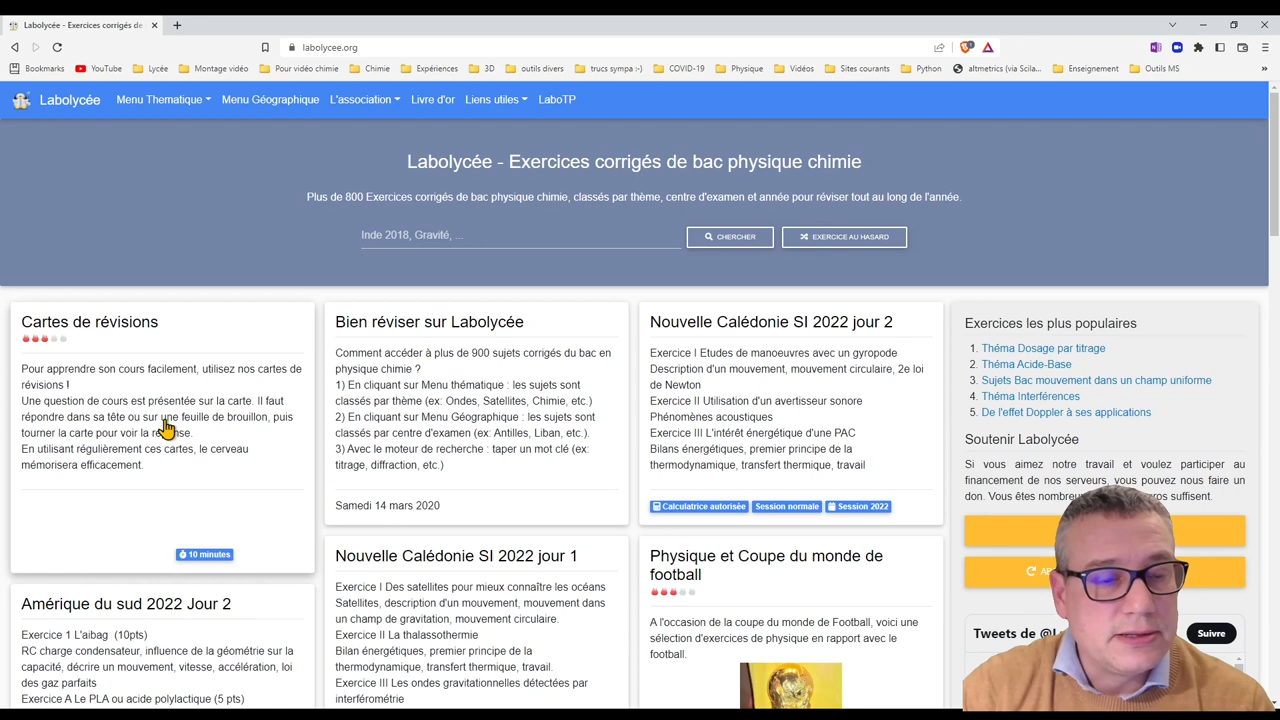 Labolycée - Exercices corrigés de
labolycee.org
Bookmarks YouTube Lycée Montage vidéo Pour vidéo chimie Chimie Expériences 3D outils divers trucs sympa :-) COVID-19 Physique Vidéos Sites courants Python altmetrics (via Scila... Enseignement Outils MS »
Labolycée Menu Thematique Menu Géographique L'association Livre d'or Liens utiles LaboTP
Labolycée - Exercices corrigés de bac physique chimie
Plus de 800 Exercices corrigés de bac physique chimie, classés par thème, centre d'examen et année pour réviser tout au long de l'année.
Inde 2018, Gravité, ...
CHERCHER
EXERCICE AU HASARD
Cartes de révisions
Pour apprendre son cours facilement, utilisez nos cartes de
révisions !
Une question de cours est présentée sur la carte. Il faut
répondre dans sa tête ou sur une feuille de brouillon, puis
tourner la carte pour voir la
En utilisant régulièrement ces cartes, le cerveau
mémorisera efficacement.
10 minutes
Amérique du sud 2022 Jour 2
Exercice 1 L'aibag (10pts)
RC charge condensateur, influence de la géométrie sur la
capacité, décrire un mouvement, vitesse, accélération, loi
des gaz parfaits
Exercice A Le PLA ou acide polylactique (5 pts)
Bien réviser sur Labolycée
Comment accéder à plus de 900 sujets corrigés du bac en
physique chimie ?
1) En cliquant sur Menu thématique : les sujets sont
classés par thème (ex: Ondes, Satellites, Chimie, etc.)
2) En cliquant sur Menu Géographique : les sujets sont
classés par centre d'examen (ex: Antilles, Liban, etc.).
3) Avec le moteur de recherche : taper un mot clé (ex:
titrage, diffraction, etc.)
Samedi 14 mars 2020
Nouvelle Calédonie SI 2022 jour 1
Exercice I Des satellites pour mieux connaître les océans
Satellites, description d'un mouvement, mouvement dans
un champ de gravitation, mouvement circulaire.
Exercice II La thalassothermie
Bilan énergétiques, premier principe de la
thermodynamique, transfert thermique, travail.
Exercice III Les ondes gravitationnelles détectées par
interférométrie
Nouvelle Calédonie SI 2022 jour 2
Exercice I Etudes de manoeuvres avec un gyropode
Description d'un mouvement, mouvement circulaire, 2e loi
de Newton
Exercice II Utilisation d'un avertisseur sonore
Phénomènes acoustiques
Exercice III L'intérêt énergétique d'une PAC
Bilans énergétiques, premier principe de la
thermodynamique, transfert thermique, travail
Calculatrice autorisée Session normale Session 2022
Physique et Coupe du monde de
football
A l'occasion de la coupe du monde de Football, voici une
sélection d'exercices de physique en rapport avec le
football.
Exercices les plus populaires
1. Théma Dosage par titrage
2. Théma Acide-Base
3. Sujets Bac mouvement dans un champ uniforme
4. Théma Interférences
5. De l'effet Doppler à ses applications
Soutenir Labolycée
Si vous aimez notre travail et voulez participer au
financement de nos serveurs, vous pouvez nous faire un
don. Vous êtes suffisent.
Tweets de
Suivre